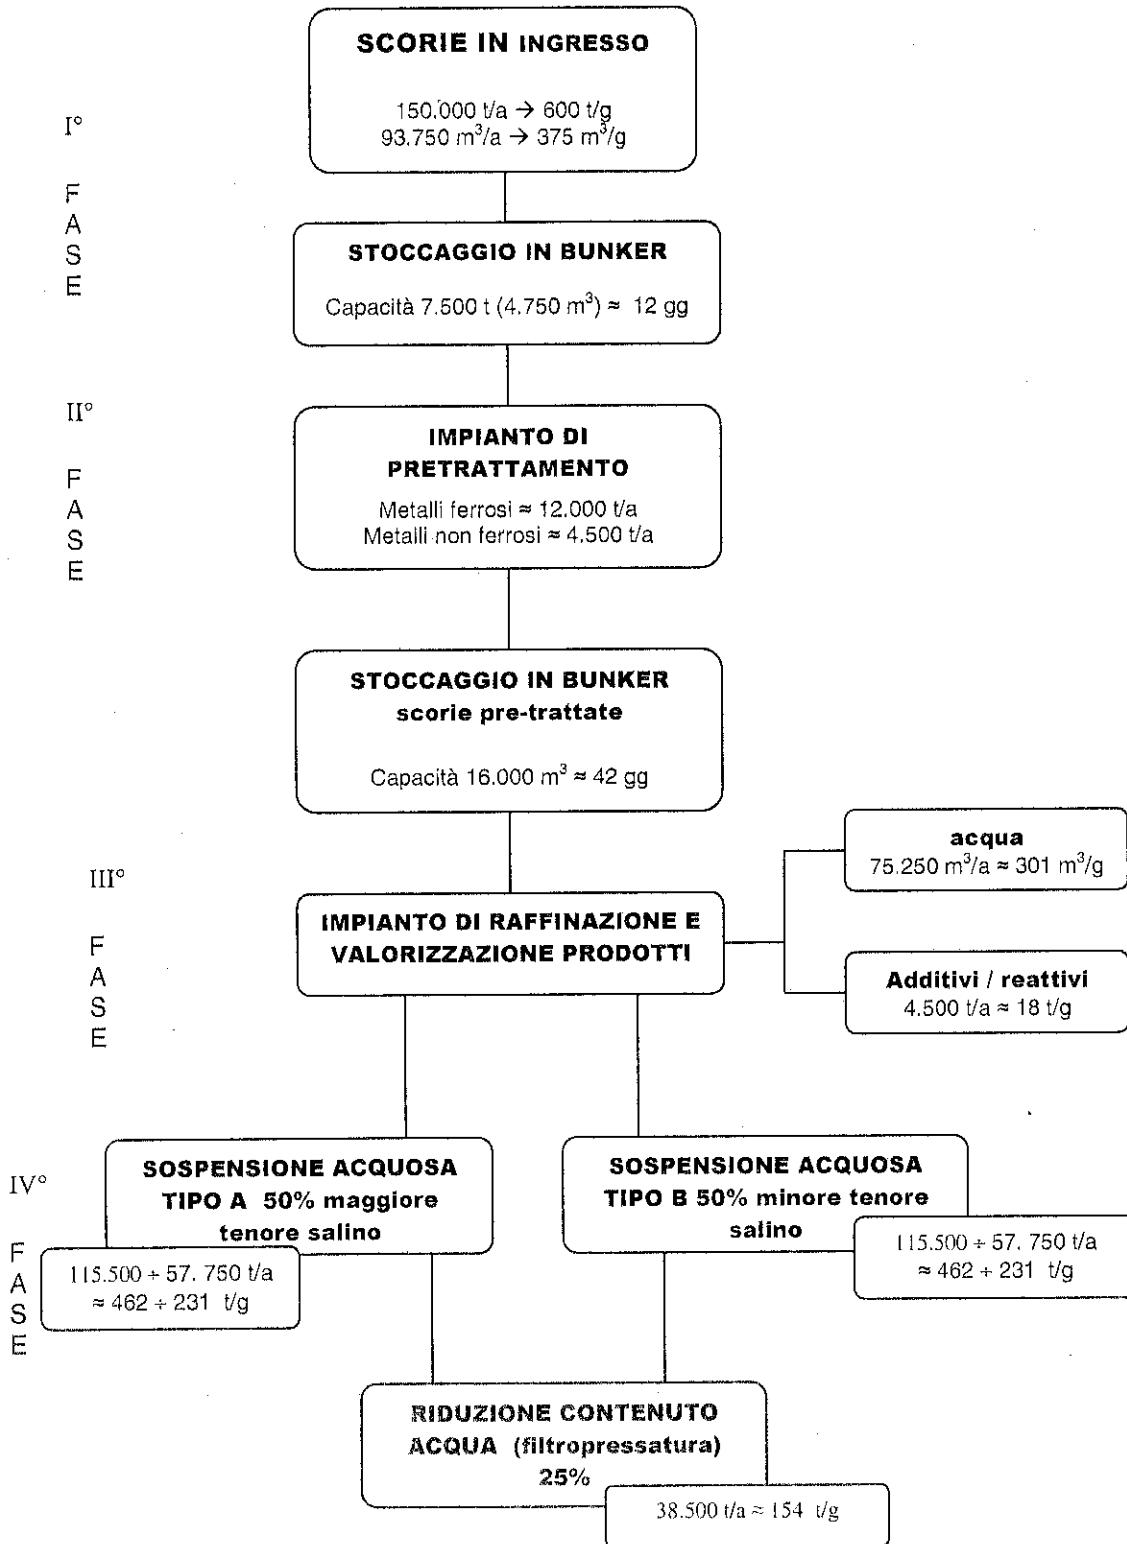 SCORIE IN INGRESSO
150.000 t/a → 600 t/g
93.750 m³/a → 375 m³/g
I°
F
A
S
E
STOCCAGGIO IN BUNKER
Capacità 7.500 t (4.750 m³) ≈ 12 gg
II°
F
A
S
E
IMPIANTO DI
PRETRATTAMENTO
Metalli ferrosi ≈ 12.000 t/a
Metalli non ferrosi ≈ 4.500 t/a
STOCCAGGIO IN BUNKER
scorie pre-trattate
Capacità 16.000 m³ ≈ 42 gg
acqua
75.250 m³/a ≈ 301 m³/g
III°
F
A
S
E
IMPIANTO DI RAFFINAZIONE E
VALORIZZAZIONE PRODOTTI
Additivi / reattivi
4.500 t/a ≈ 18 t/g
IV°
F
A
S
E
SOSPENSIONE ACQUOSA
TIPO A 50% maggiore
tenore salino
115.500 ÷ 57. 750 t/a
≈ 462 ÷ 231 t/g
SOSPENSIONE ACQUOSA
TIPO B 50% minore tenore
salino
115.500 ÷ 57. 750 t/a
≈ 462 ÷ 231 t/g
RIDUZIONE CONTENUTO
ACQUA (filtropressatura)
25%
38.500 t/a ≈ 154 t/g